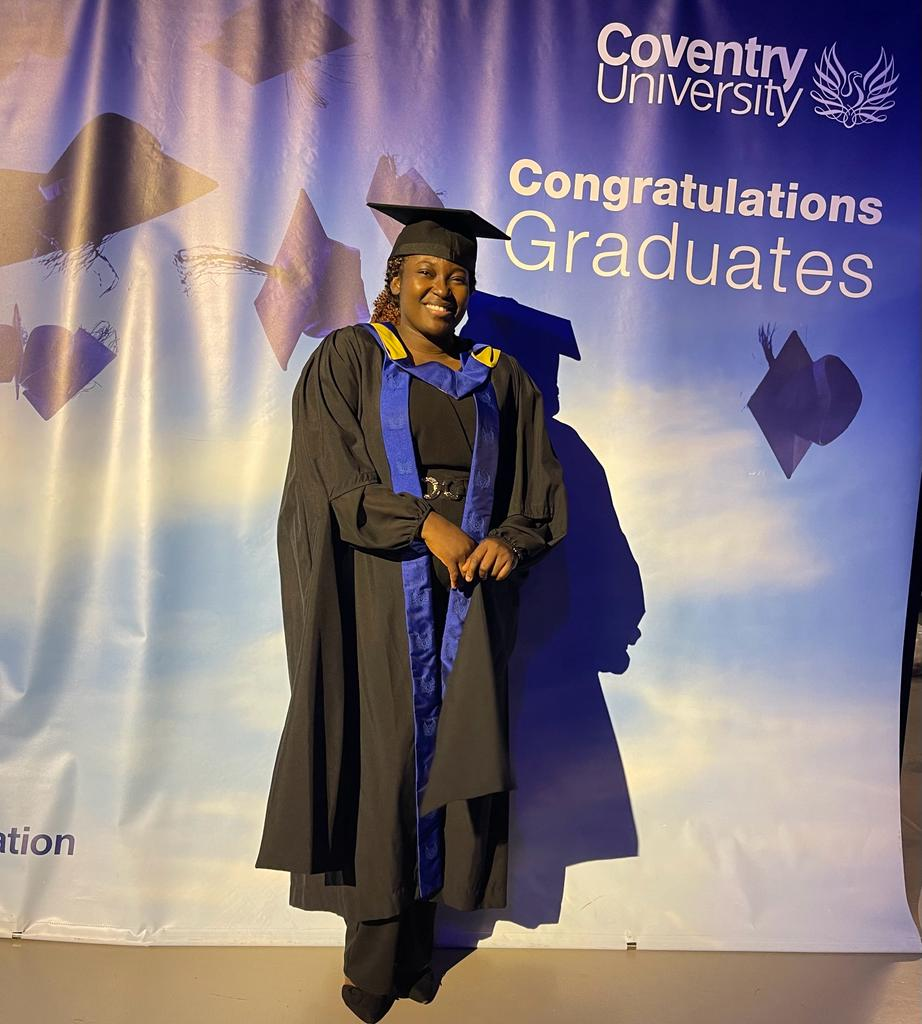 Coventry
University
Congratulations
Graduates
ation